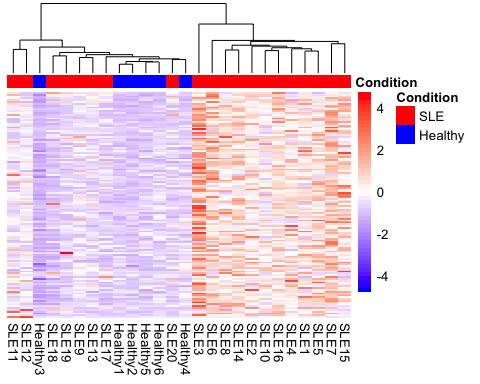 Condition
4
2
0
-2
-4
Condition
SLE
Healthy
SLE11
SLE12
Healthy3
SLE18
SLE19
SLE9
SLE13
SLE17
Healthy1
Healthy2
Healthy5
Healthy6
SLE20
Healthy4
SLE3
SLE6
SLE8
SLE14
SLE2
SLE10
SLE16
SLE4
SLE1
SLE5
SLE7
SLE15